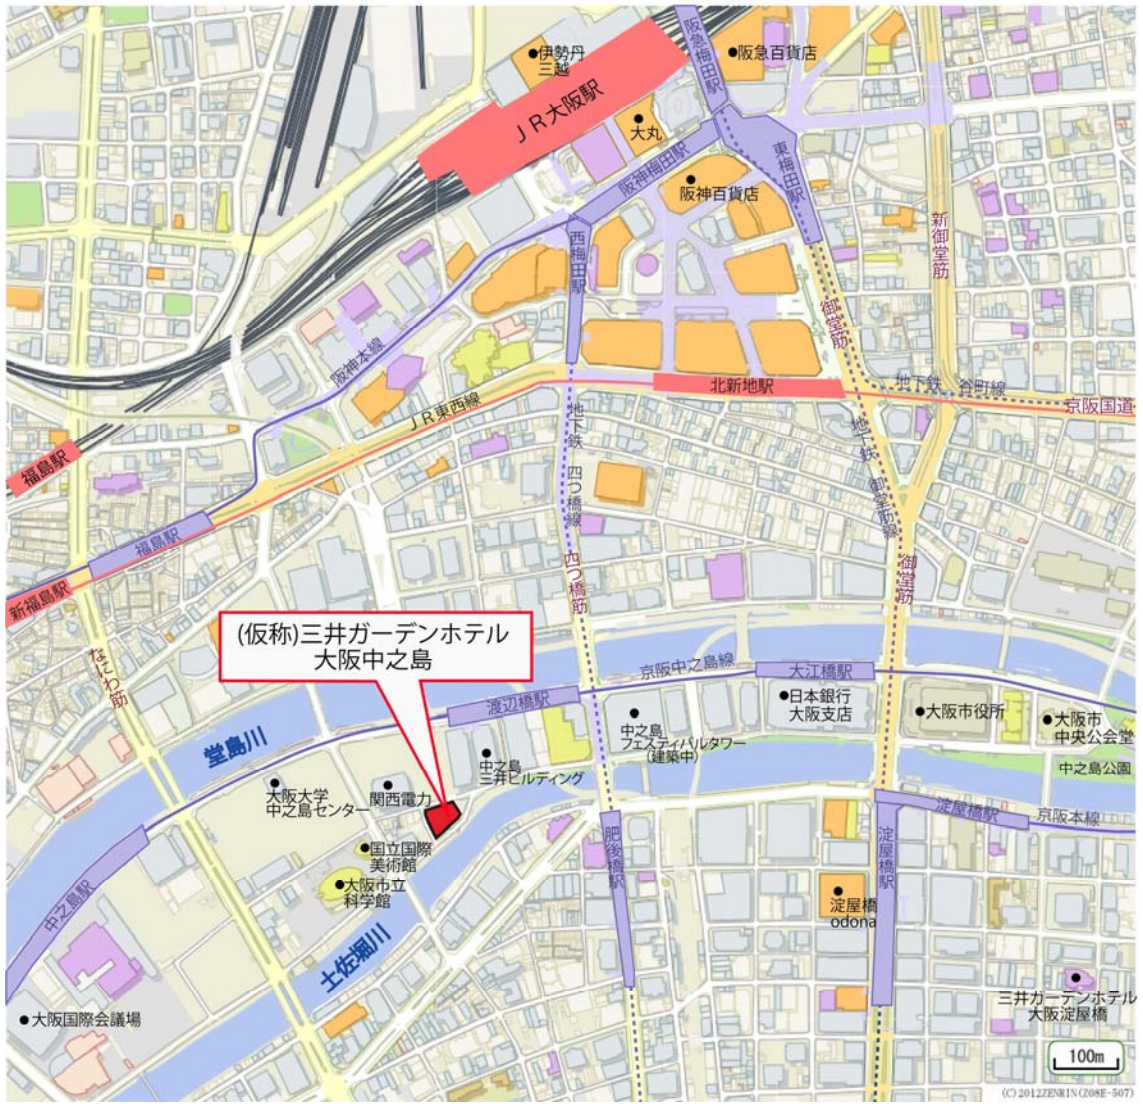 阪急梅田駅
伊勢丹
三越
阪急百貨店
JR大阪駅
大丸
阪神梅田駅
東梅田駅
阪神百貨店
西梅田駅
新御堂筋
御堂筋
阪神本線
北新地駅
地下鉄 谷町線
京阪国道
JR東西線
地下鉄 四つ橋線
地下鉄 御堂筋線
福島駅
福島駅
新福島駅
四つ橋筋
御堂筋
(仮称)三井ガーデンホテル
大阪中之島
なにわ筋
京阪中之島線
大江橋駅
渡辺橋駅
日本銀行
大阪支店
大阪市役所
大阪市
中央公会堂
中之島
フェスティバルタワー
(建築中)
堂島川
中之島
三井ビルディング
中之島公園
大阪大学
中之島センター
関西電力
淀屋橋駅
京阪本線
肥後橋駅
淀屋橋駅
国立国際
美術館
大阪市立
科学館
中之島駅
淀屋橋
odona
土佐堀川
三井ガーデンホテル
大阪淀屋橋
大阪国際会議場
100m
(C)2012ZENRIN(Z08E-507)